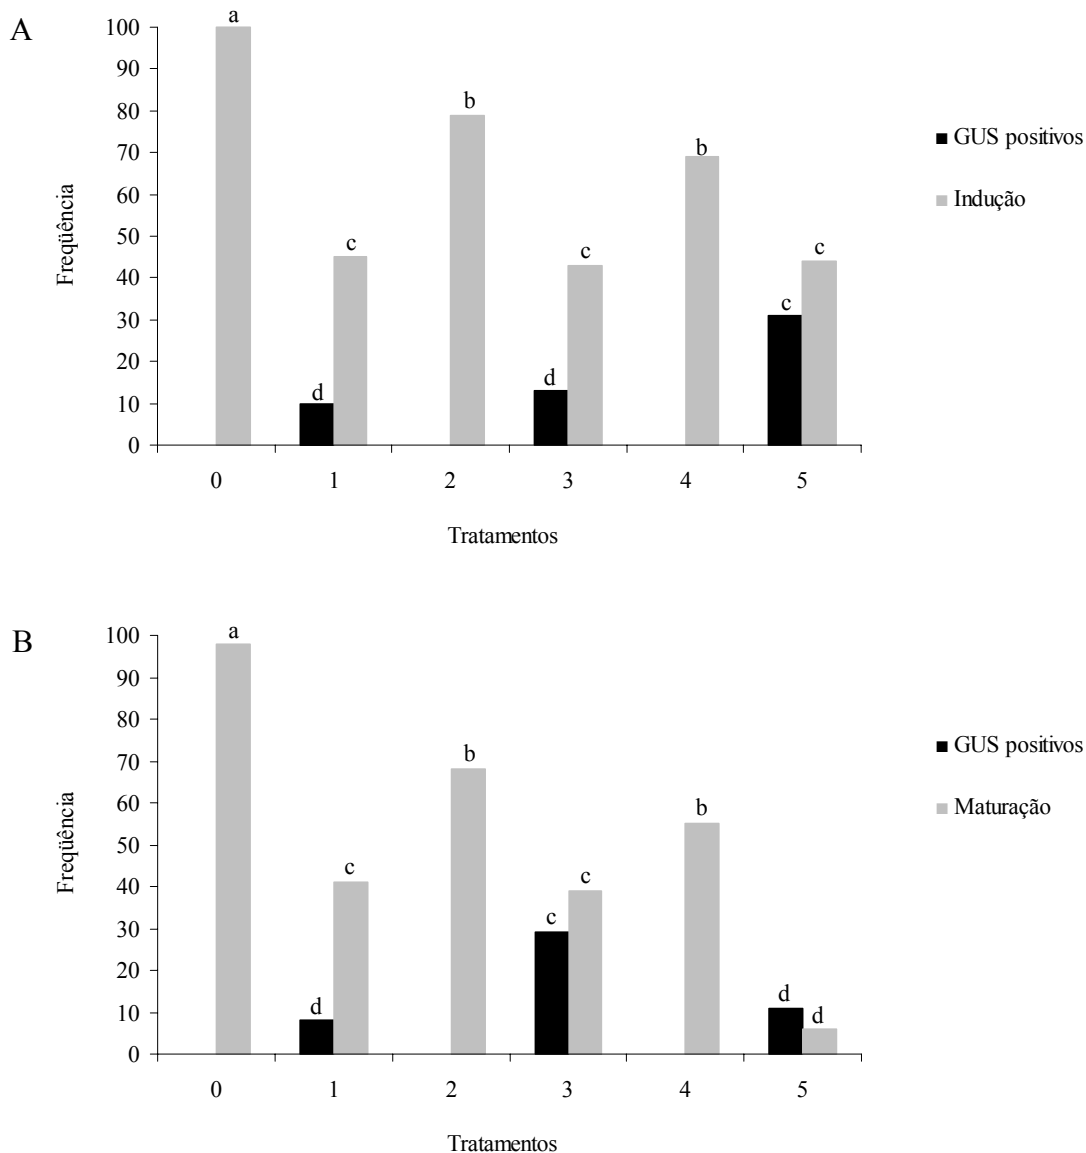 A
100
90
80
70
60
50
40
30
20
10
0
Freqüência
a
d c
b
d c
b
c c
0 1 2 3 4 5
Tratamentos
GUS positivos
Indução
B
100
90
80
70
60
50
40
30
20
10
0
Freqüência
a
d c
b
c c
b
d d
0 1 2 3 4 5
Tratamentos
GUS positivos
Maturação